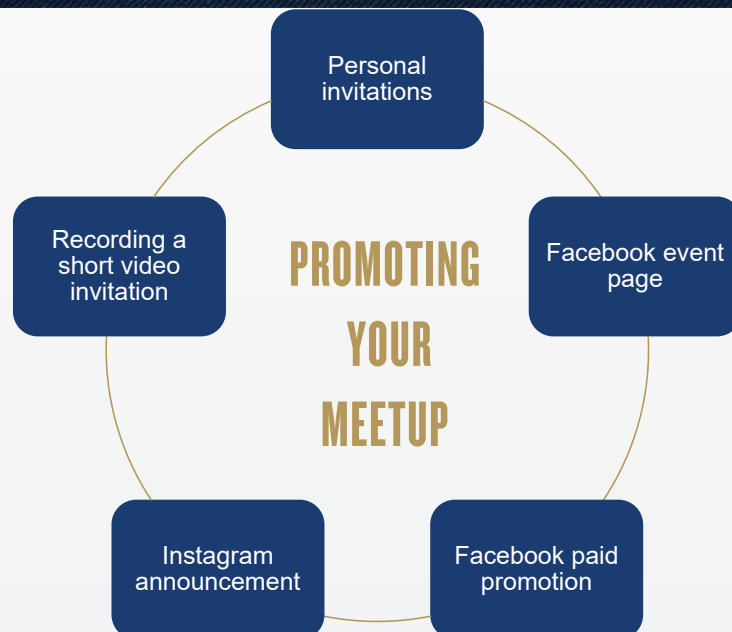 Personal
invitations
Facebook event
page
Facebook paid
promotion
Instagram
announcement
Recording a
short video
invitation
PROMOTING
YOUR
MEETUP